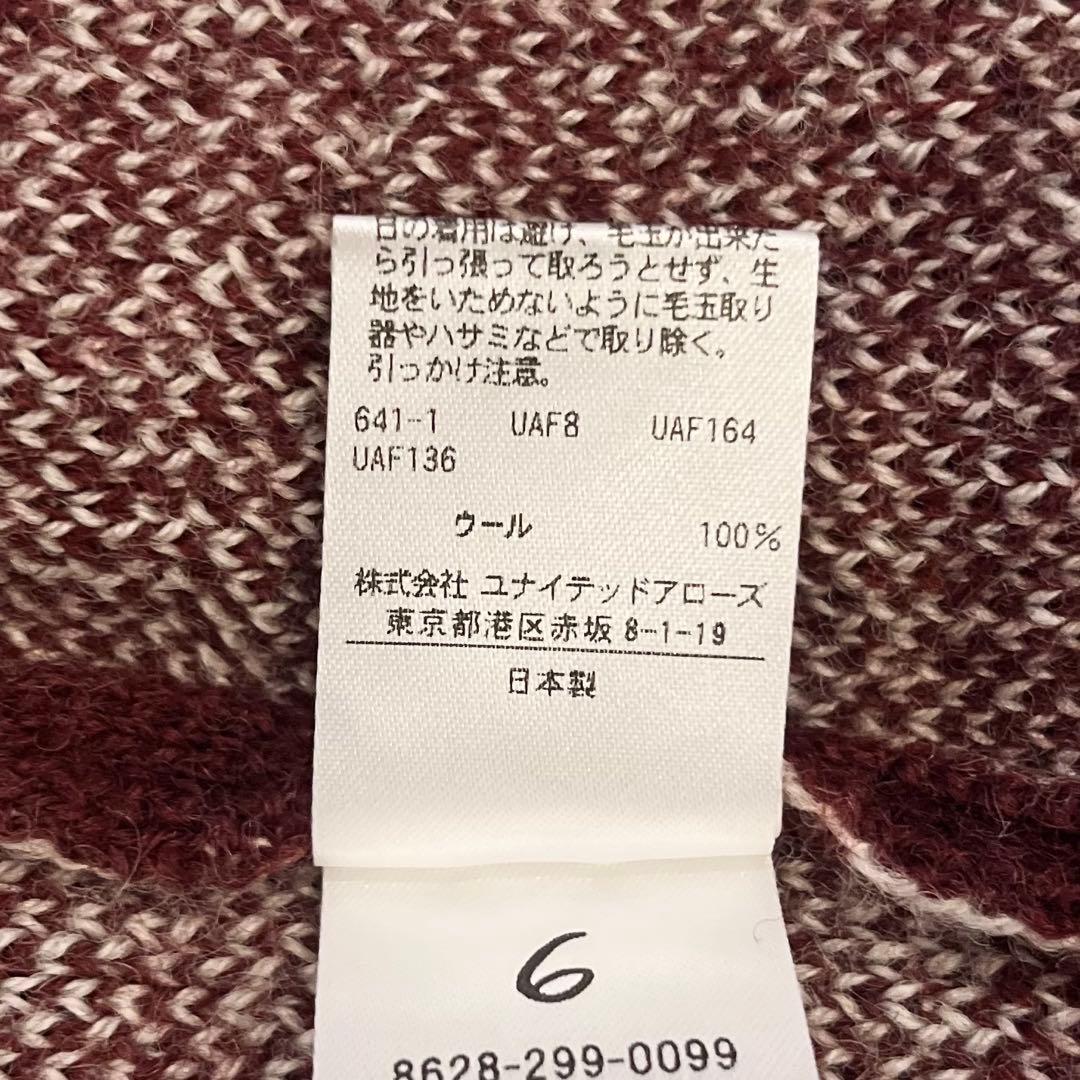 日の着用は避け、毛玉が出来た
ら引っ張って取ろうとせず、生
地をいためないように毛玉取り
器やハサミなどで取り除く。
引っかけ注意。
641-1 UAF8 UAF164
UAF136
ウール 100%
株式会社 ユナイテッドアローズ
東京都港区赤坂 8-1-19
日本製
6
8628-299-0099